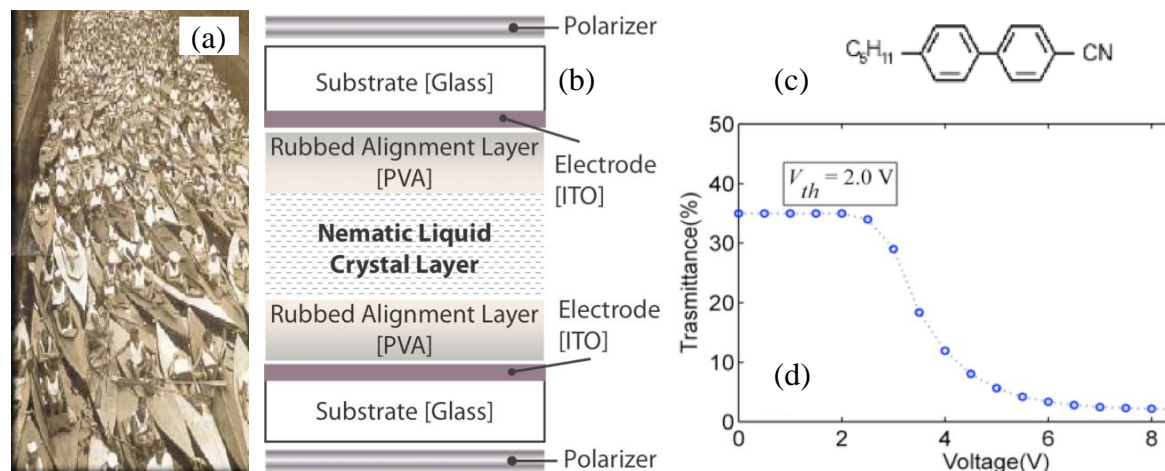 (a)
Polarizer
Substrate [Glass]
(b)
Rubbed Alignment Layer
[PVA]
Electrode
[ITO]
Nematic Liquid
Crystal Layer
Rubbed Alignment Layer
[PVA]
Electrode
[ITO]
Substrate [Glass]
Polarizer
(c)
C5H11
CN
50
40
30
20
10
0
Trasmittance(%)
Vth = 2.0 V
(d)
0 2 4 6 8
Voltage(V)